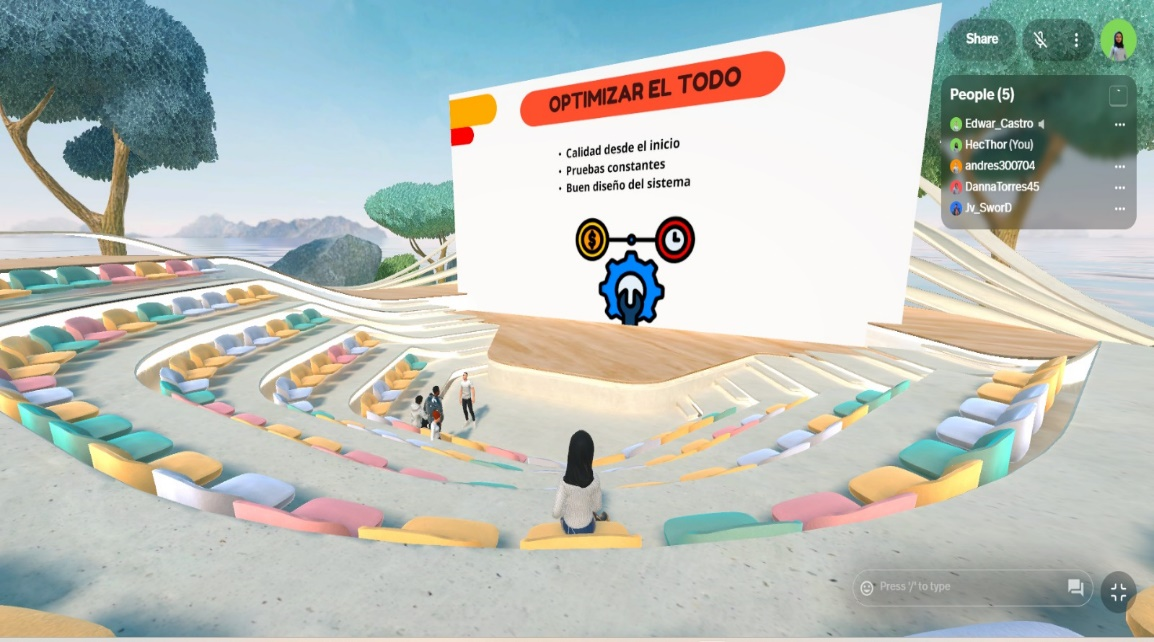 OPTIMIZAR EL TODO
• Calidad desde el inicio
• Pruebas constantes
• Buen diseño del sistema
Share
People (5)
Edwar_Castro
HecThor (You)
andres300704
DannaTorres45
Jv_SworD
Press '/' to type